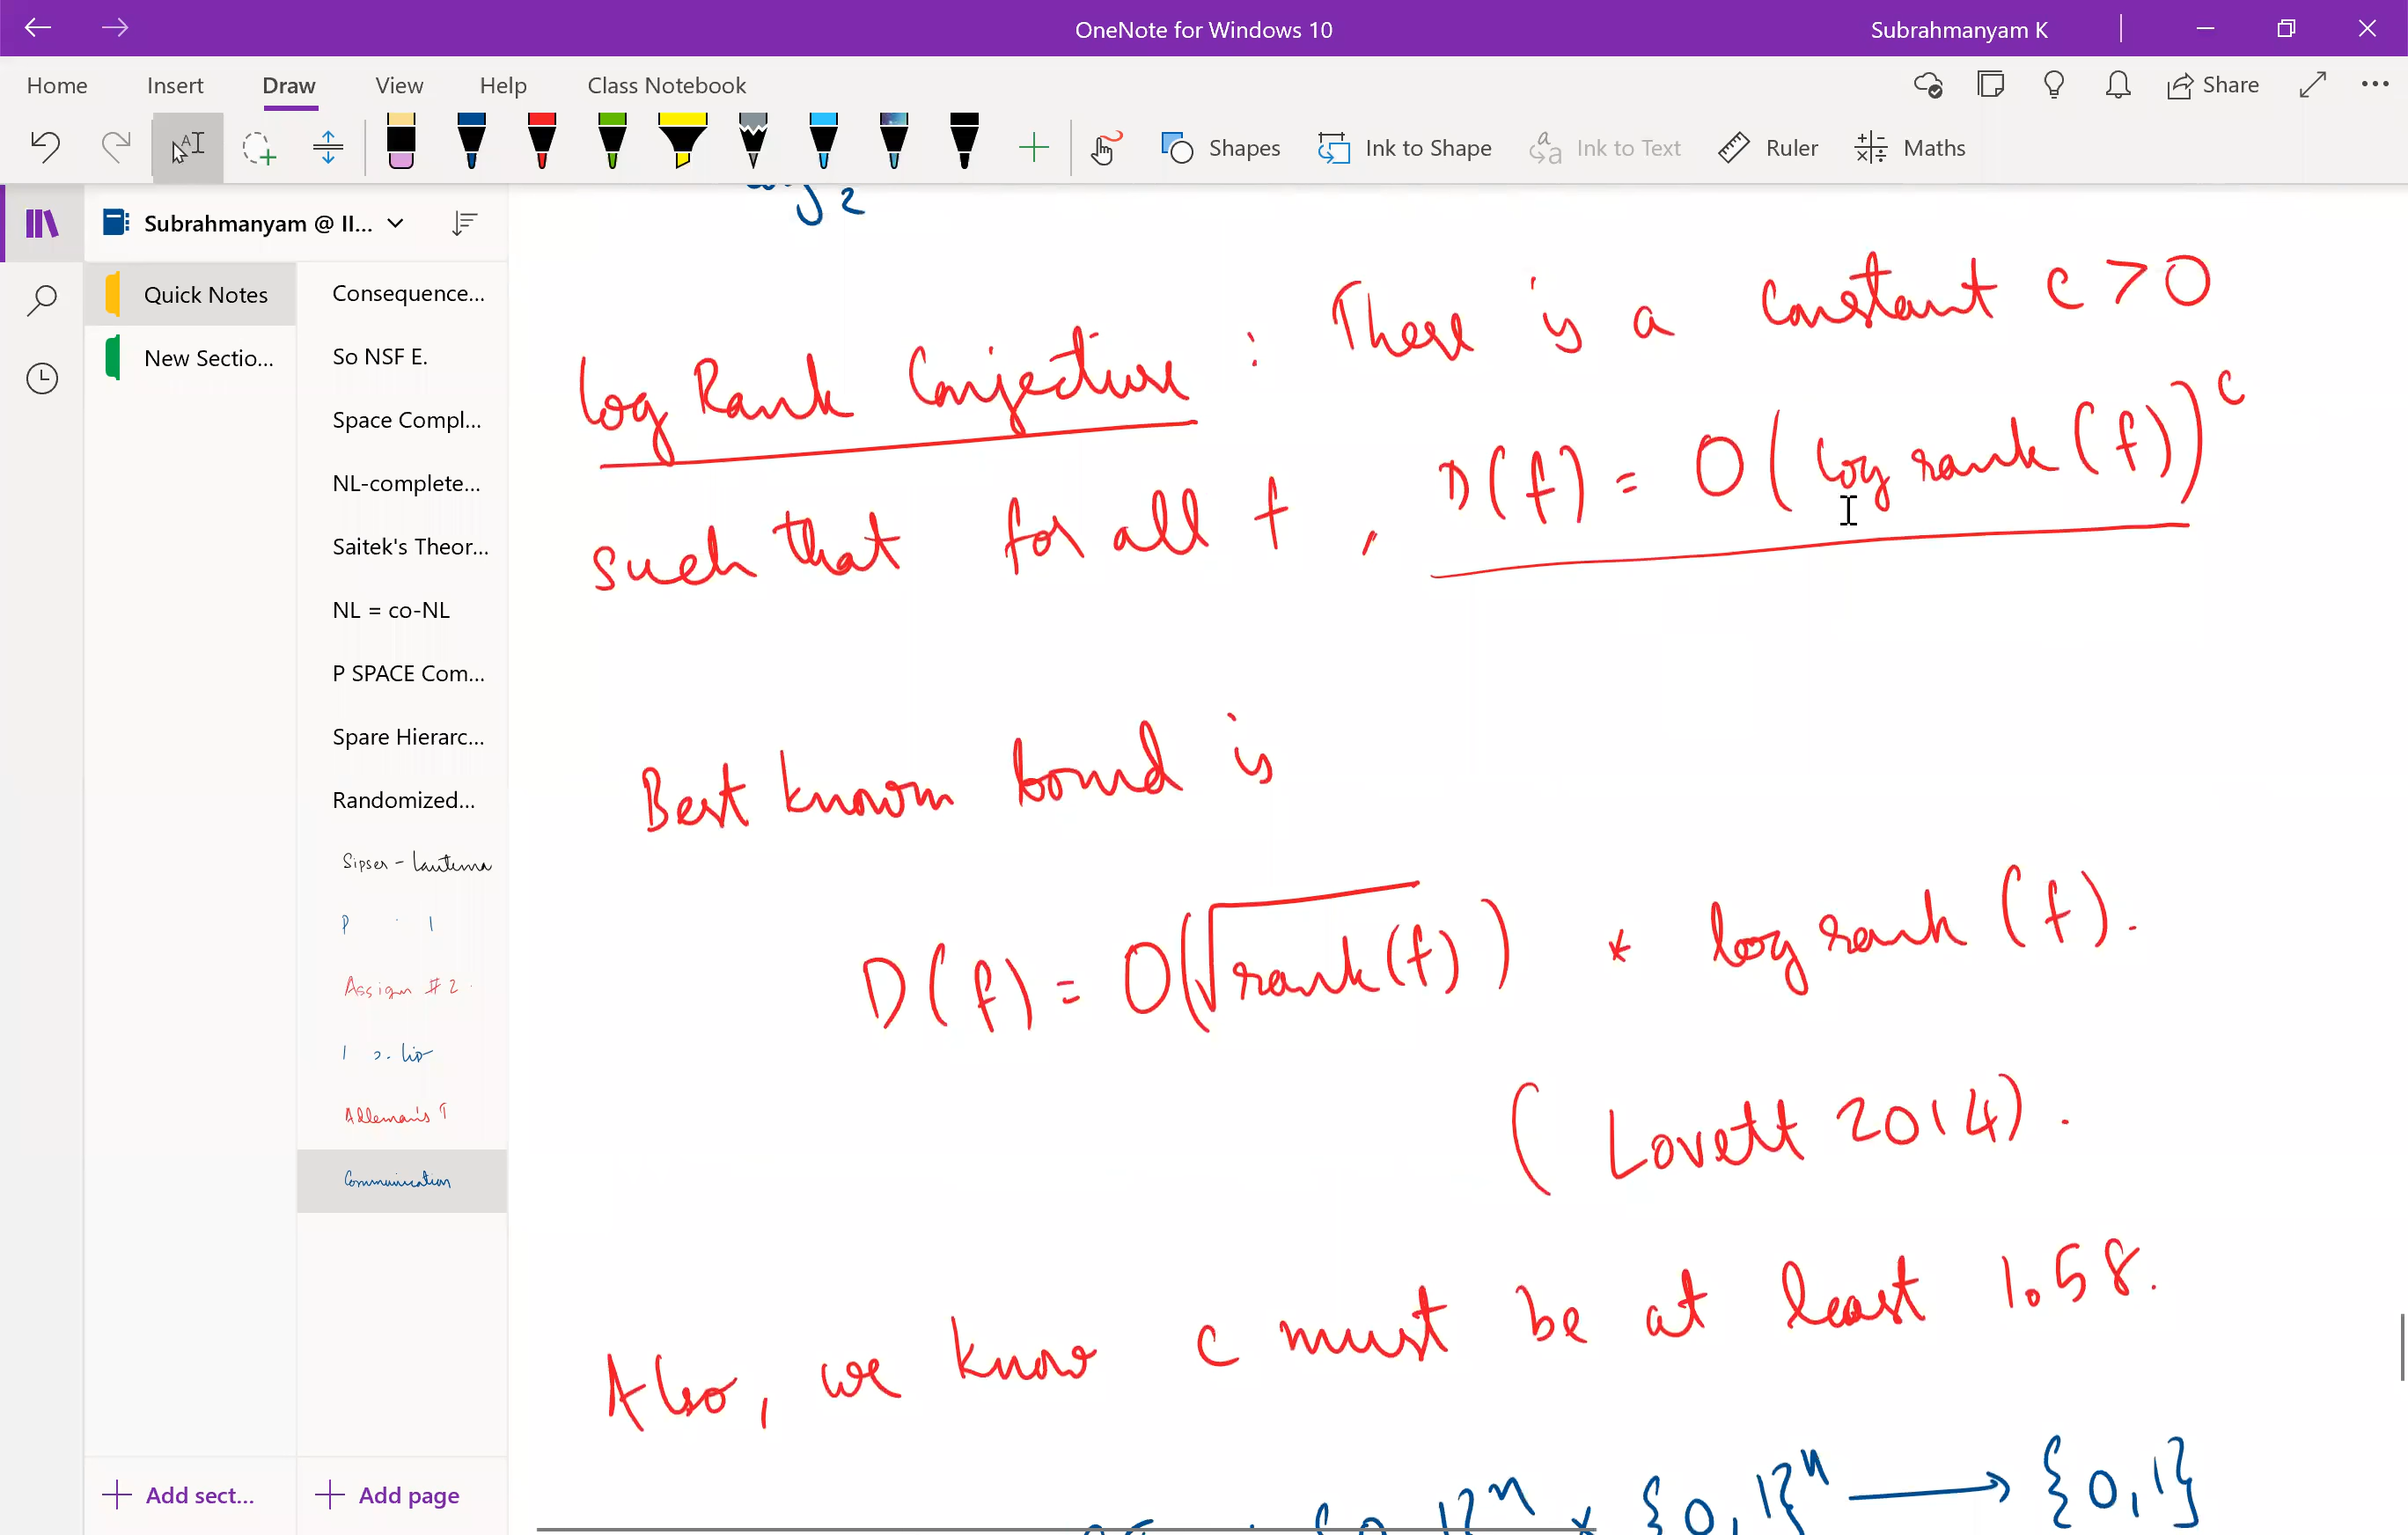 OneNote for Windows 10
Subrahmanyam K
Home Insert Draw View Help Class Notebook
Share
Shapes Ink to Shape Ink to Text Ruler Maths
Subrahmanyam @ II...
Quick Notes
New Sectio...
Consequence...
So NSF E.
Space Compl...
NL-complete...
Saitek's Theor...
NL = co-NL
P SPACE Com...
Spare Hierarc...
Randomized...
Sipser - Lautema
Assign #2
Communication
Add sect...
Add page
Log Rank Conjecture : There is a constant c > 0
such that for all f , D(f) = O(log rank(f))^c
Best known bound is
D(f) = O(√rank(f)) * log rank(f).
(Lovett 2014).
Also, we know c must be at least 1.58.
{0,1}^n × {0,1}^n ⟶ {0,1}